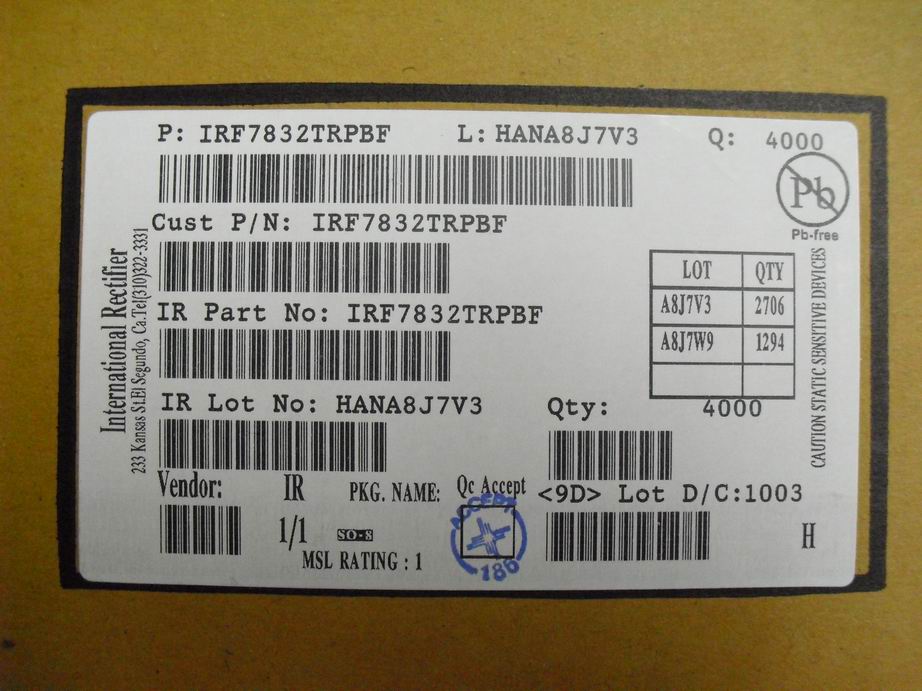 P: IRF7832TRPBF L: HANA8J7V3 Q: 4000
Pb
Pb-free
Cust P/N: IRF7832TRPBF
International Rectifier
233 Kansas St.El Segundo, Ca.Tel(310)322-3331
LOT QTY
A8J7V3 2706
A8J7W9 1294
CAUTION STATIC SENSITIVE DEVICES
IR Part No: IRF7832TRPBF
IR Lot No: HANA8J7V3 Qty: 4000
Vendor: IR PKG. NAME: Qc Accept <9D> Lot D/C:1003
1/1 SO-8 H
MSL RATING : 1
ACCEPT
186